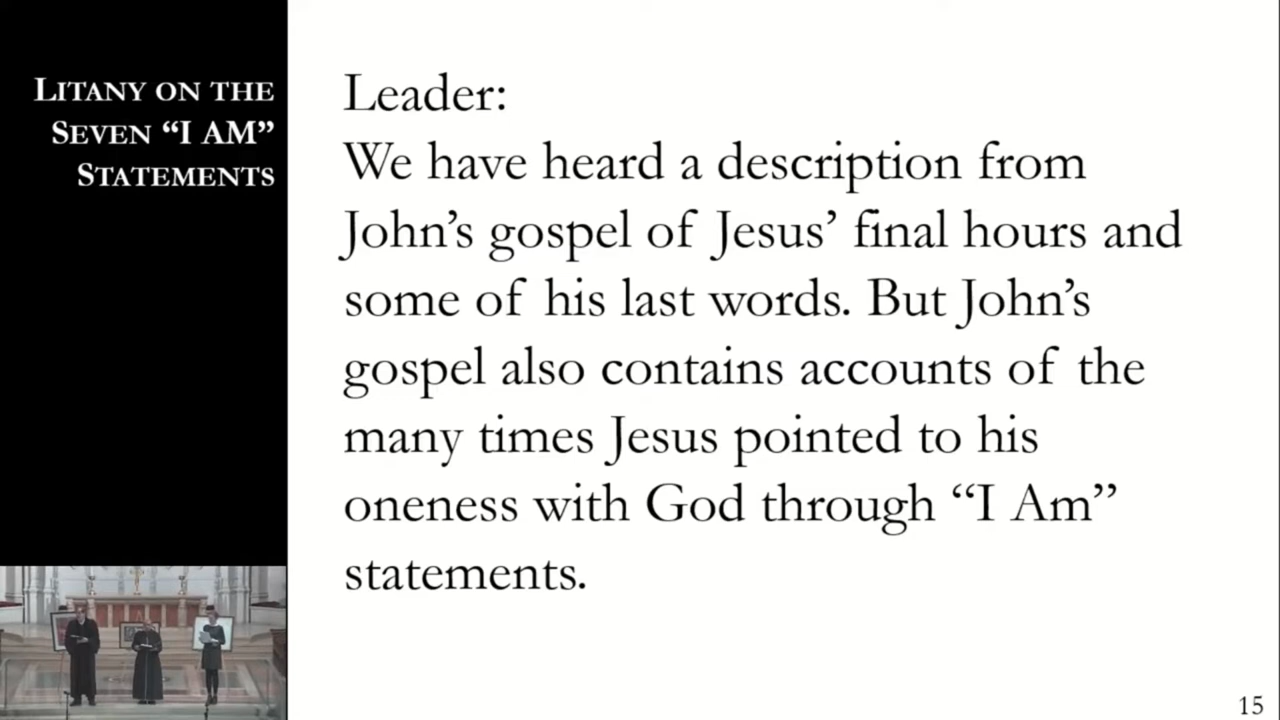 LITANY ON THE
SEVEN “I AM”
STATEMENTS
Leader:
We have heard a description from
John’s gospel of Jesus’ final hours and
some of his last words. But John’s
gospel also contains accounts of the
many times Jesus pointed to his
oneness with God through “I Am”
statements.
15